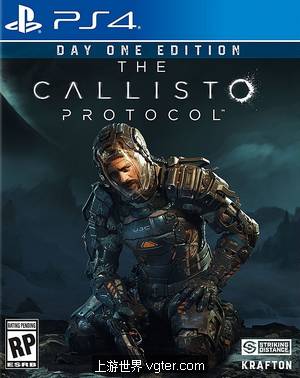 PS4
DAY ONE EDITION
THE
CALLISTO
PROTOCOL™
RATING PENDING
RP
ESRB
STRIKING
DISTANCE
KRAFTON
上游世界 vgter.com